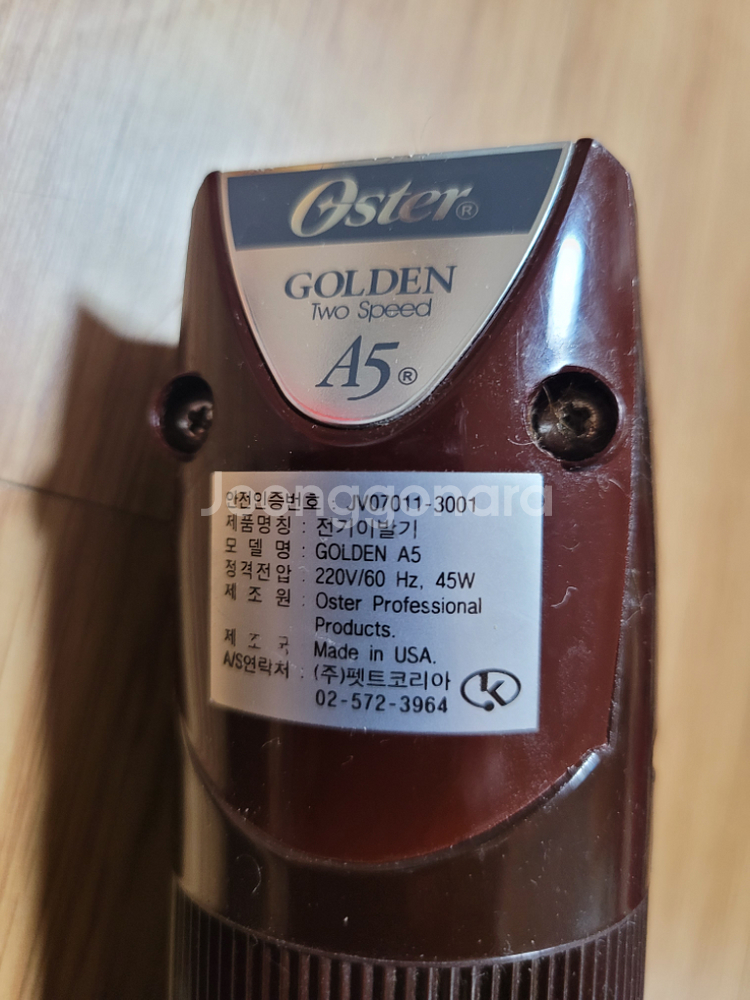 Oster®
GOLDEN
Two Speed
A5®
안전인증번호 JV07011-3001
Joonggonara
제품명칭 : 전기이발기
모 델 명 : GOLDEN A5
정격전압 : 220V/60 Hz, 45W
제 조 원 : Oster Professional
Products.
제 조 국 Made in USA.
A/S연락처 : (주)펫트코리아
02-572-3964